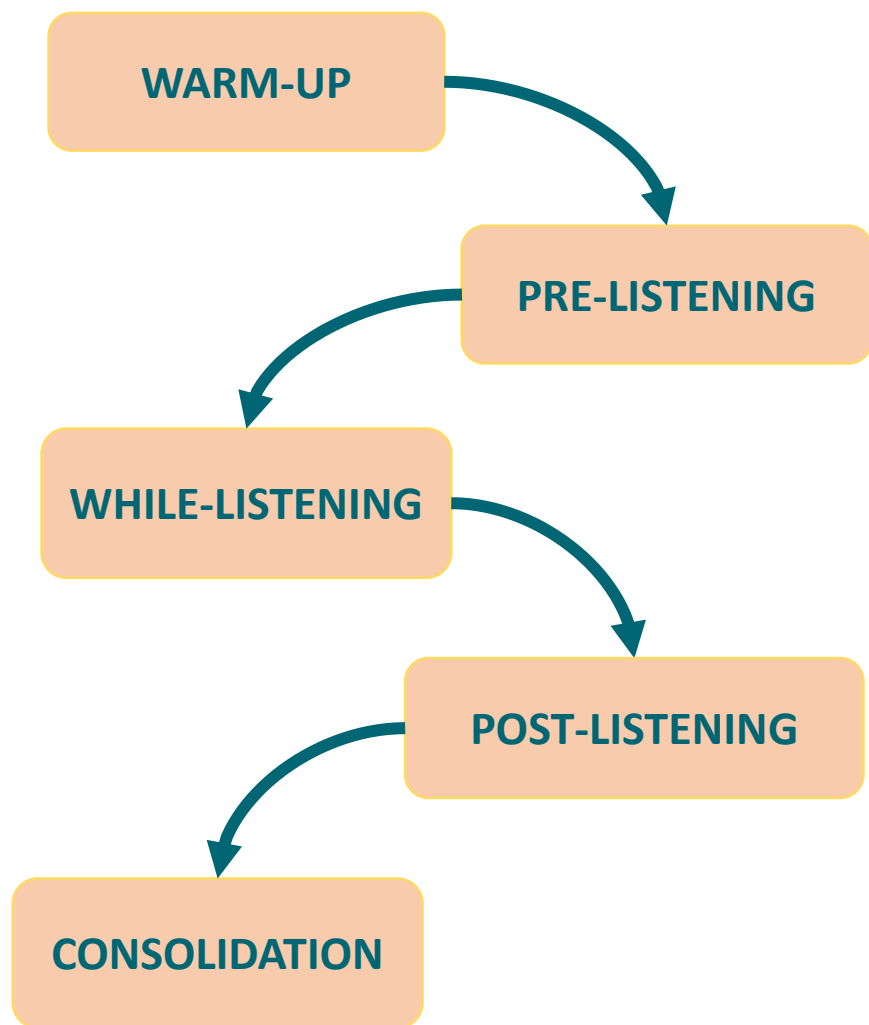 WARM-UP
PRE-LISTENING
WHILE-LISTENING
POST-LISTENING
CONSOLIDATION